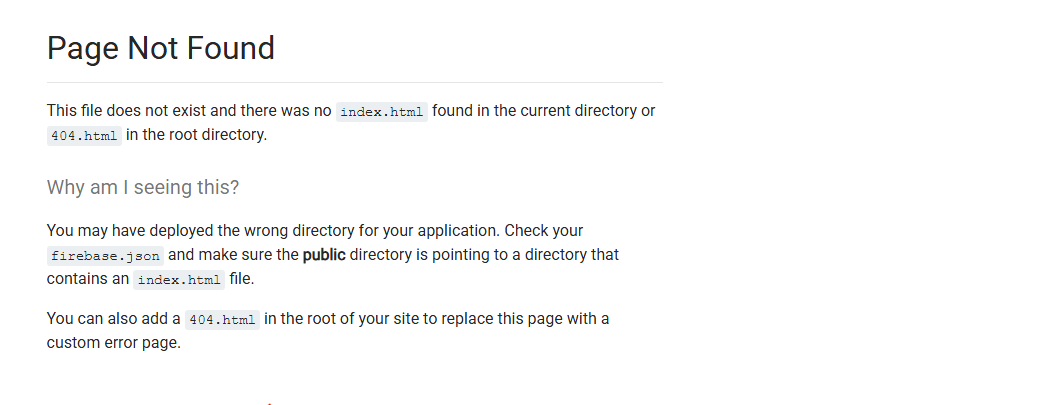 Page Not Found
This file does not exist and there was no index.html found in the current directory or
404.html in the root directory.
Why am I seeing this?
You may have deployed the wrong directory for your application. Check your
firebase.json and make sure the public directory is pointing to a directory that
contains an index.html file.
You can also add a 404.html in the root of your site to replace this page with a
custom error page.